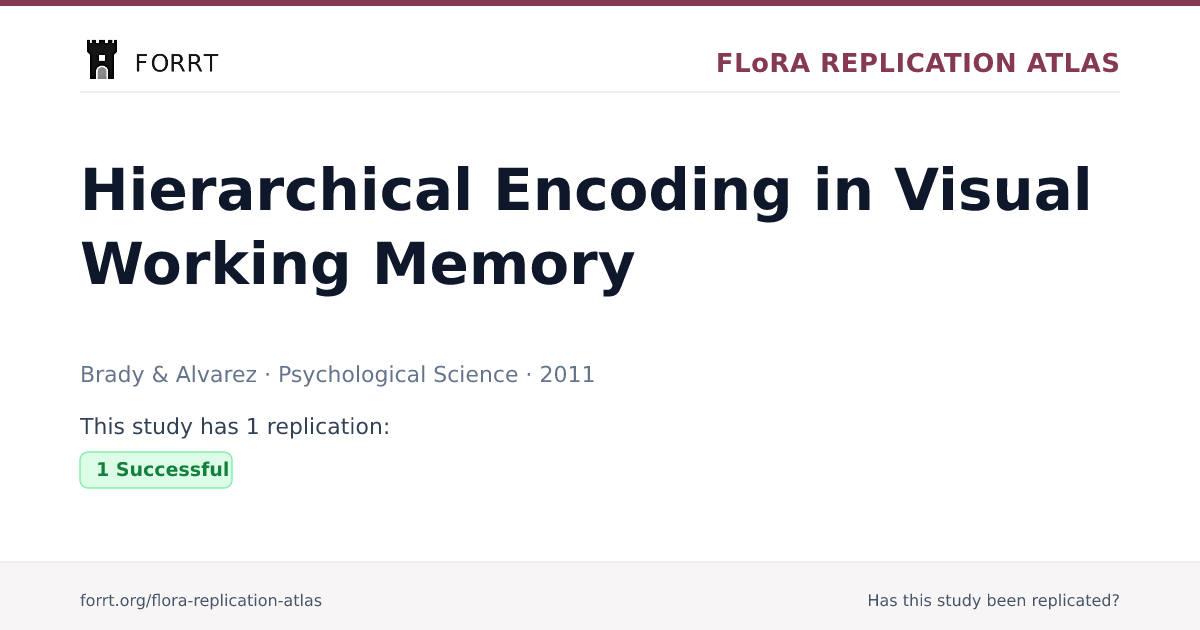 FORRT
FLoRA REPLICATION ATLAS
Hierarchical Encoding in Visual
Working Memory
Brady & Alvarez · Psychological Science · 2011
This study has 1 replication:
1 Successful
forrt.org/flora-replication-atlas
Has this study been replicated?